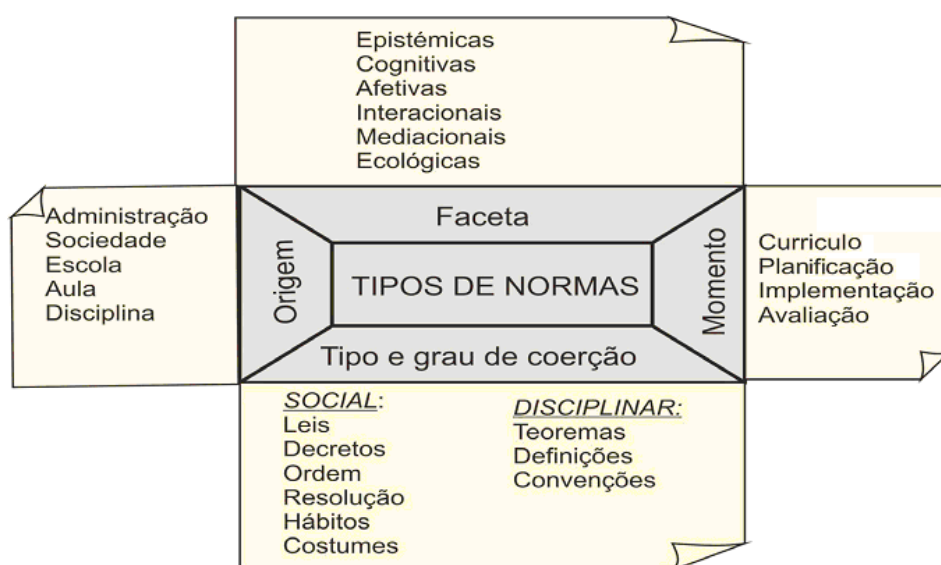 Epistémicas
Cognitivas
Afetivas
Interacionais
Mediacionais
Ecológicas
Administração
Sociedade
Escola
Aula
Disciplina
Origem
Faceta
TIPOS DE NORMAS
Tipo e grau de coerção
Momento
Curriculo
Planificação
Implementação
Avaliação
SOCIAL:
Leis
Decretos
Ordem
Resolução
Hábitos
Costumes
DISCIPLINAR:
Teoremas
Definições
Convenções